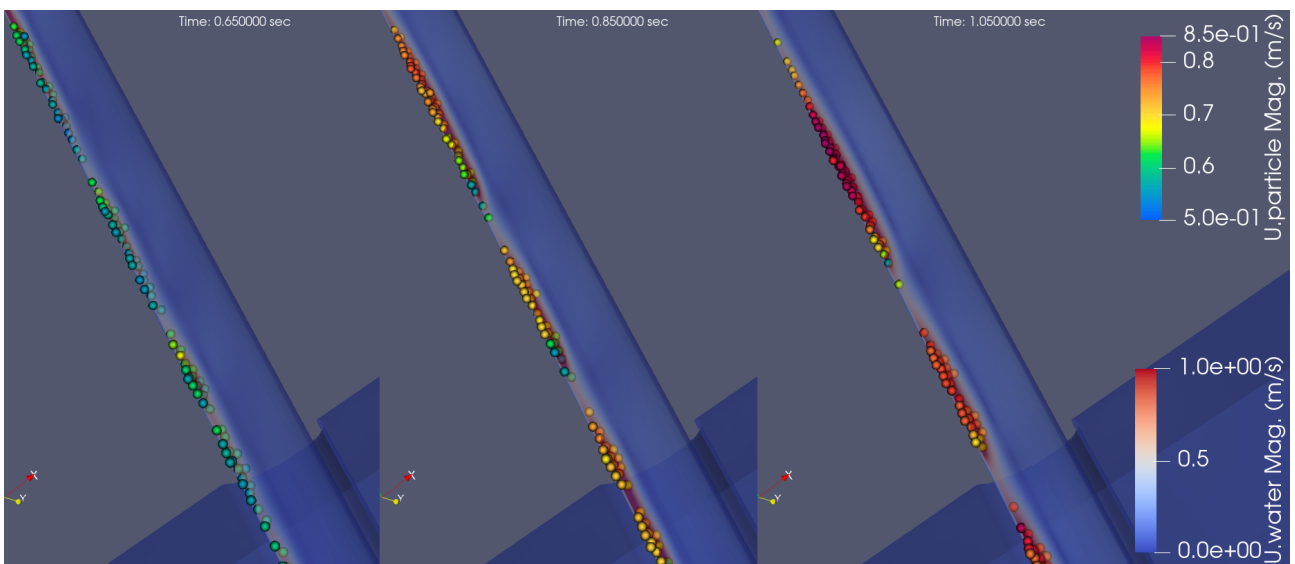 Time: 0.650000 sec
Time: 0.850000 sec
Time: 1.050000 sec
8.5e-01
0.8
0.7
0.6
5.0e-01
U.particle Mag. (m/s)
1.0e+00
0.5
0.0e+00
U.water Mag. (m/s)
X
Y
X
Y
X
Y